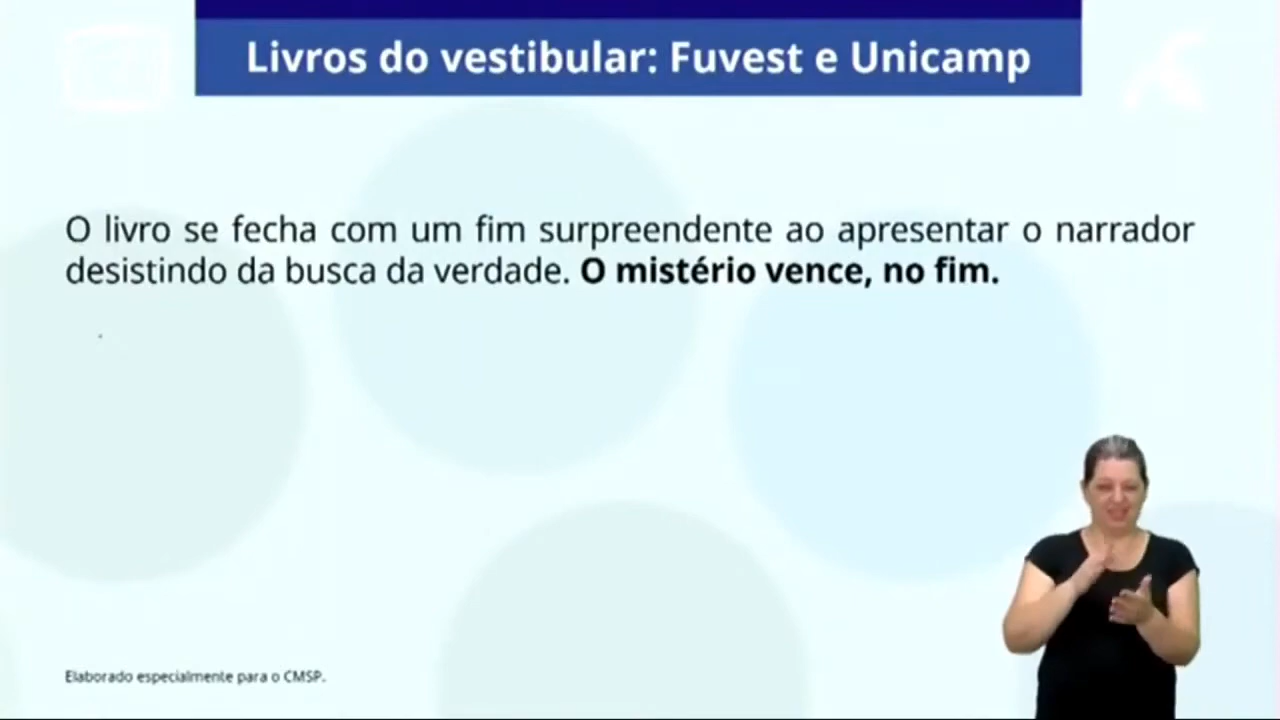 Livros do vestibular: Fuvest e Unicamp
O livro se fecha com um fim surpreendente ao apresentar o narrador
desistindo da busca da verdade. O mistério vence, no fim.
Elaborado especialmente para o CMSP.